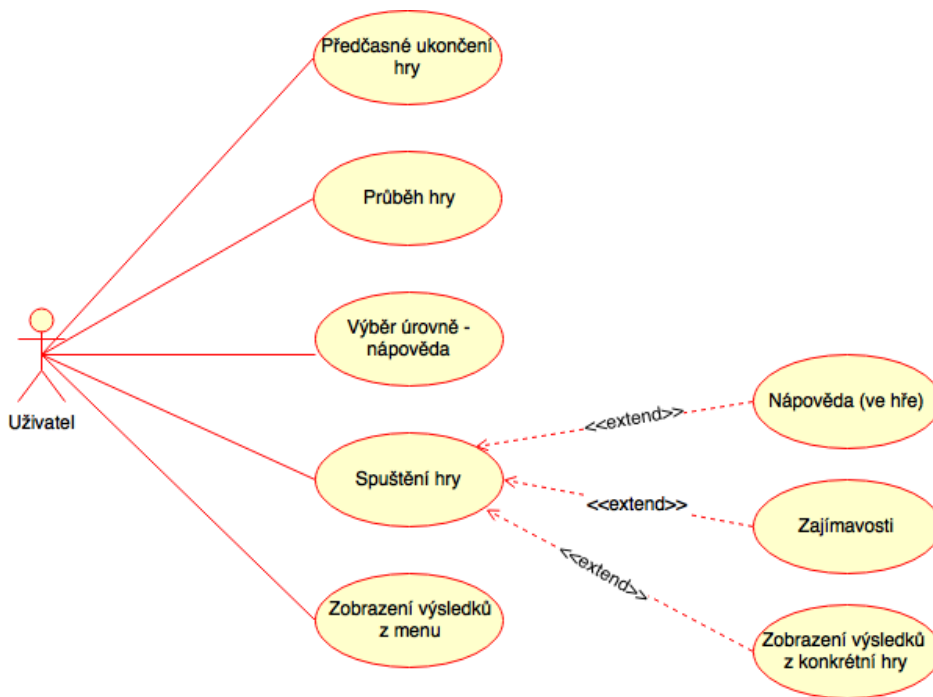 Předčasné ukončení
hry
Průběh hry
Výběr úrovně -
nápověda
Uživatel
Nápověda (ve hře)
<<extend>>
Spuštění hry
<<extend>>
Zajímavosti
<<extend>>
Zobrazení výsledků
z menu
Zobrazení výsledků
z konkrétní hry